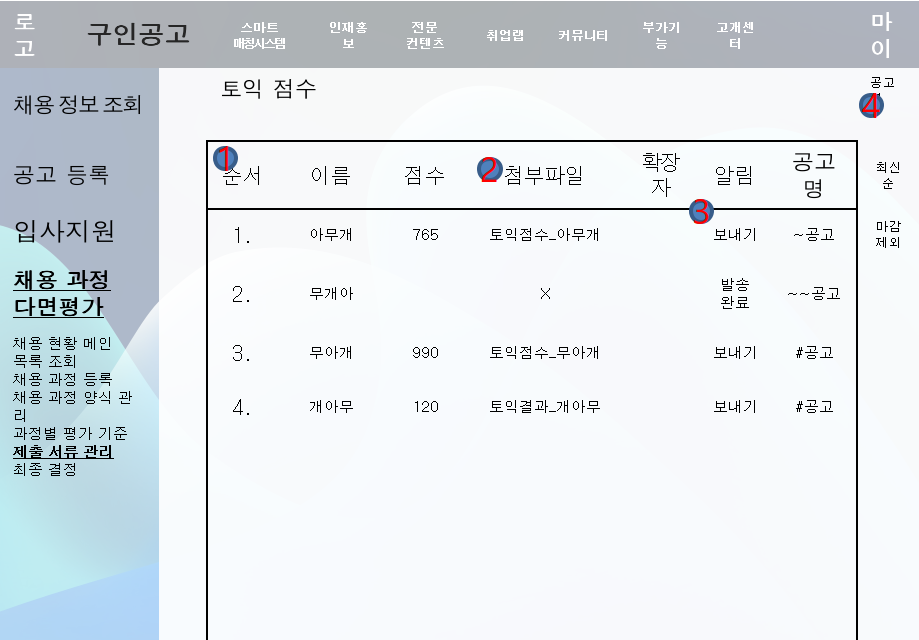 로
고
구인공고
스마트
매칭시스템
인재홍
보
전문
컨텐츠
취업랩
커뮤니티
부가기
능
고개센
터
마
이
채용 정보 조회
공고 등록
입사지원
채용 과정
다면평가
채용 현황 메인
목록 조회
채용 과정 등록
채용 과정 양식 관
리
과정별 평가 기준
제출 서류 관리
최종 결정
토익 점수
1
순서
이름
점수
2
첨부파일
확장
자
알림
공고
명
3
1.
아무개
765
토익점수_아무개
보내기
~공고
2.
무개아
X
발송
완료
~~공고
3.
무아개
990
토익점수_무아개
보내기
#공고
4.
개아무
120
토익결과_개아무
보내기
#공고
공고
4
최신
순
마감
제외